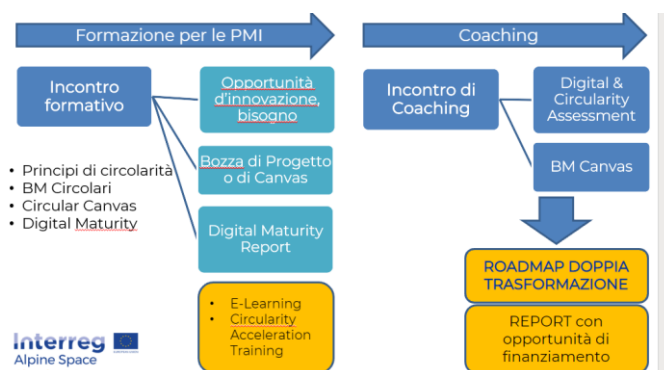 Formazione per le PMI
Coaching
Incontro
formativo
Opportunità
d'innovazione,
bisogno
Bozza di Progetto
o di Canvas
Digital Maturity
Report
• Principi di circolarità
• BM Circolari
• Circular Canvas
• Digital Maturity
• E-Learning
• Circularity
Acceleration
Training
Incontro di
Coaching
Digital &
Circularity
Assessment
BM Canvas
ROADMAP DOPPIA
TRASFORMAZIONE
REPORT con
opportunità di
finanziamento
Interreg
Alpine Space